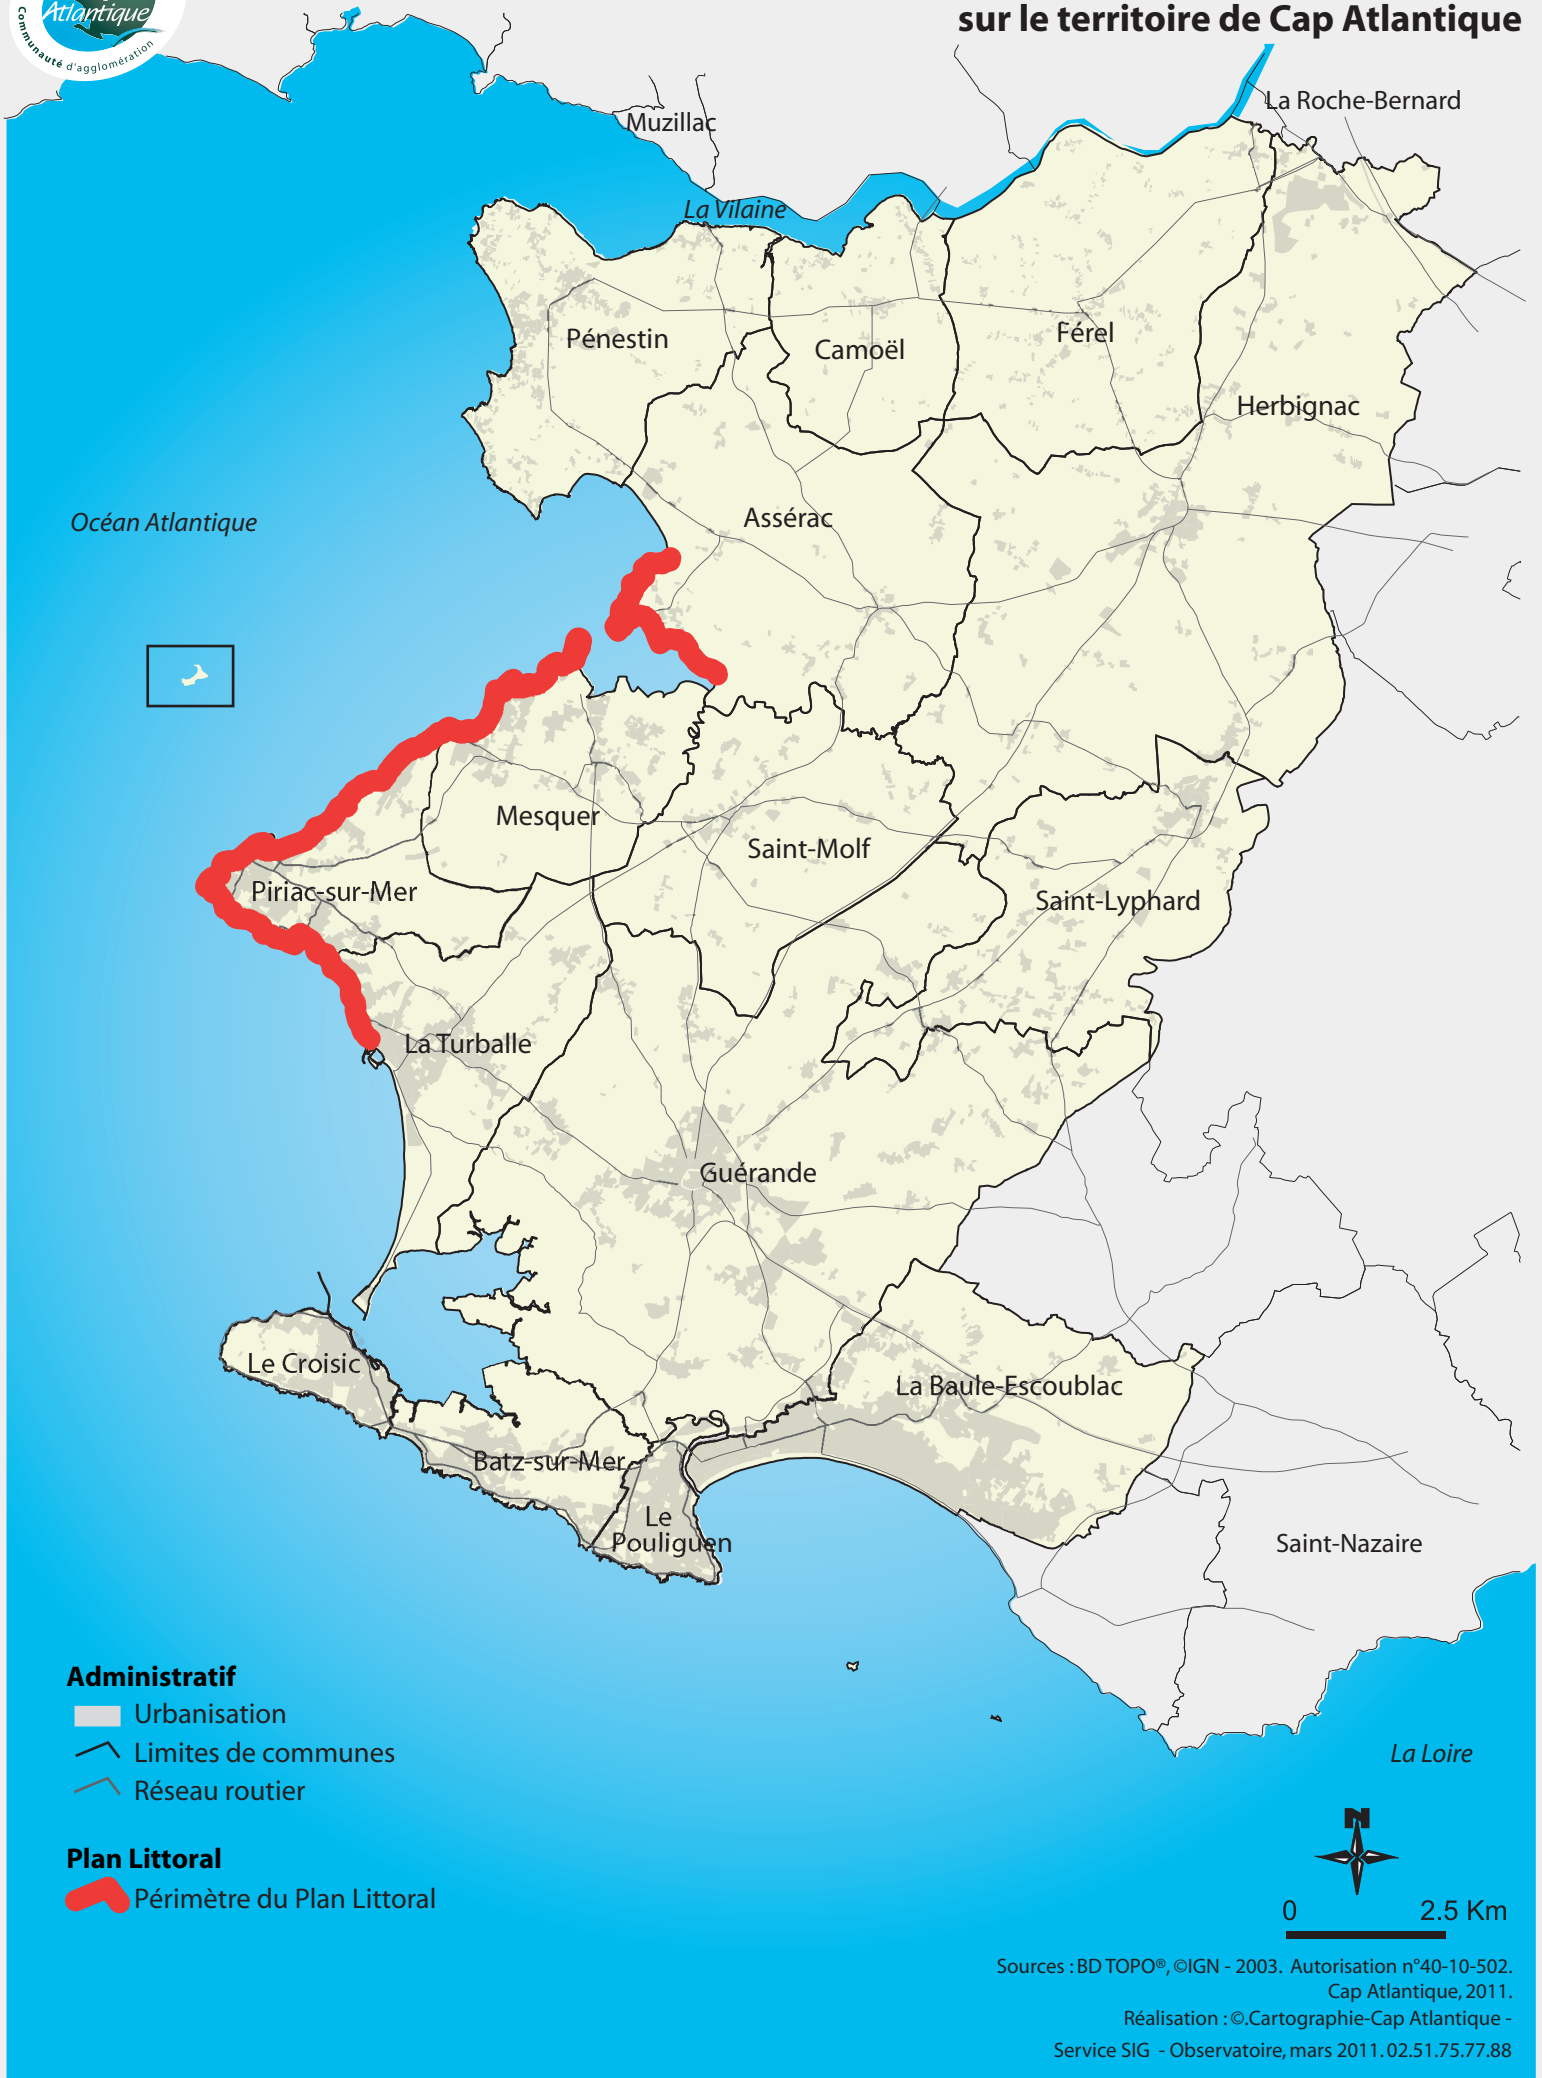 Atlantique
Communauté d'agglomération
sur le territoire de Cap Atlantique
La Roche-Bernard
Muzillac
La Vilaine
Pénestin
Camoël
Férel
Herbignac
Océan Atlantique
Assérac
Mesquer
Saint-Molf
Piriac-sur-Mer
Saint-Lyphard
La Turballe
Guérande
Le Croisic
La Baule-Escoublac
Batz-sur-Mer
Le
Pouliguen
Saint-Nazaire
La Loire
Administratif
Urbanisation
Limites de communes
Réseau routier
Plan Littoral
Périmètre du Plan Littoral
N
0 2.5 Km
Sources : BD TOPO®, ©IGN - 2003. Autorisation n°40-10-502.
Cap Atlantique, 2011.
Réalisation : ©.Cartographie-Cap Atlantique -
Service SIG - Observatoire, mars 2011. 02.51.75.77.88